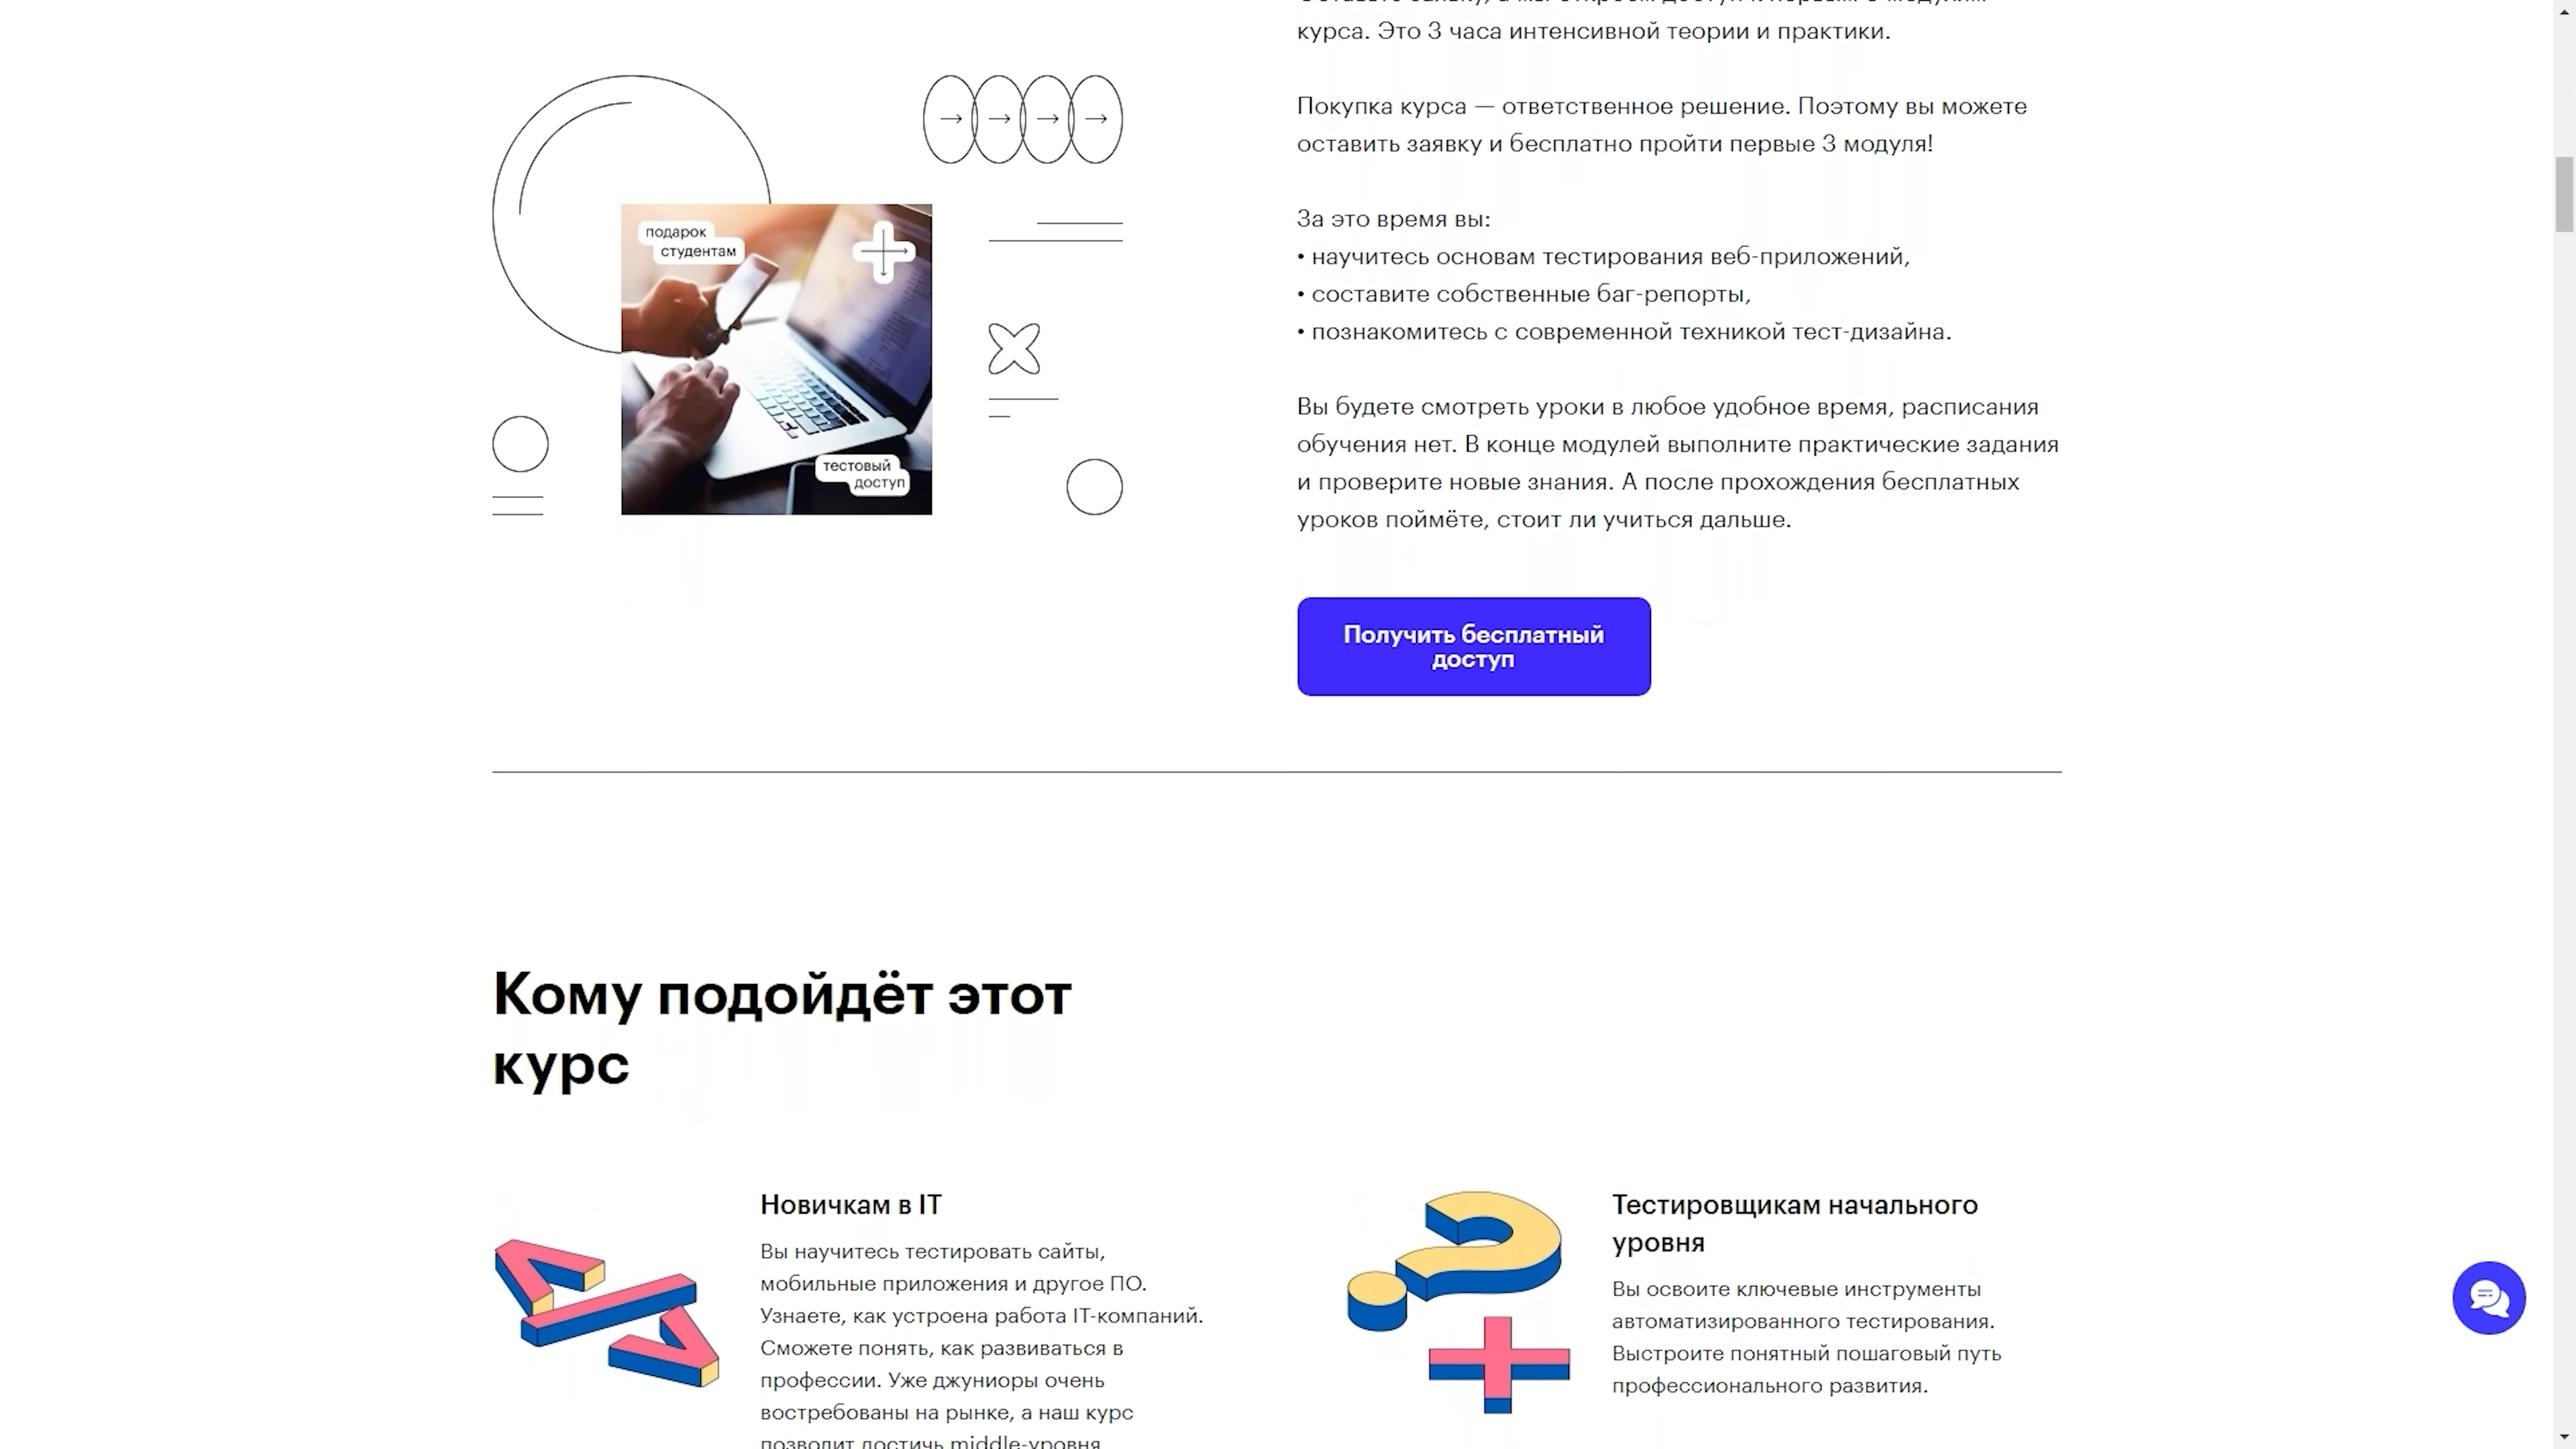 курса. Это 3 часа интенсивной теории и практики.
Покупка курса — ответственное решение. Поэтому вы можете
оставить заявку и бесплатно пройти первые 3 модуля!
За это время вы:
• научитесь основам тестирования веб-приложений,
• составите собственные баг-репорты,
• познакомитесь с современной техникой тест-дизайна.
Вы будете смотреть уроки в любое удобное время, расписания
обучения нет. В конце модулей выполните практические задания
и проверите новые знания. А после прохождения бесплатных
уроков поймёте, стоит ли учиться дальше.
подарок
студентам
тестовый
доступ
Получить бесплатный
доступ
Кому подойдёт этот
курс
Новичкам в IT
Вы научитесь тестировать сайты,
мобильные приложения и другое ПО.
Узнаете, как устроена работа IT-компаний.
Сможете понять, как развиваться в
профессии. Уже джуниоры очень
востребованы на рынке, а наш курс
позволит достичь middle-уровня
Тестировщикам начального
уровня
Вы освоите ключевые инструменты
автоматизированного тестирования.
Выстроите понятный пошаговый путь
профессионального развития.